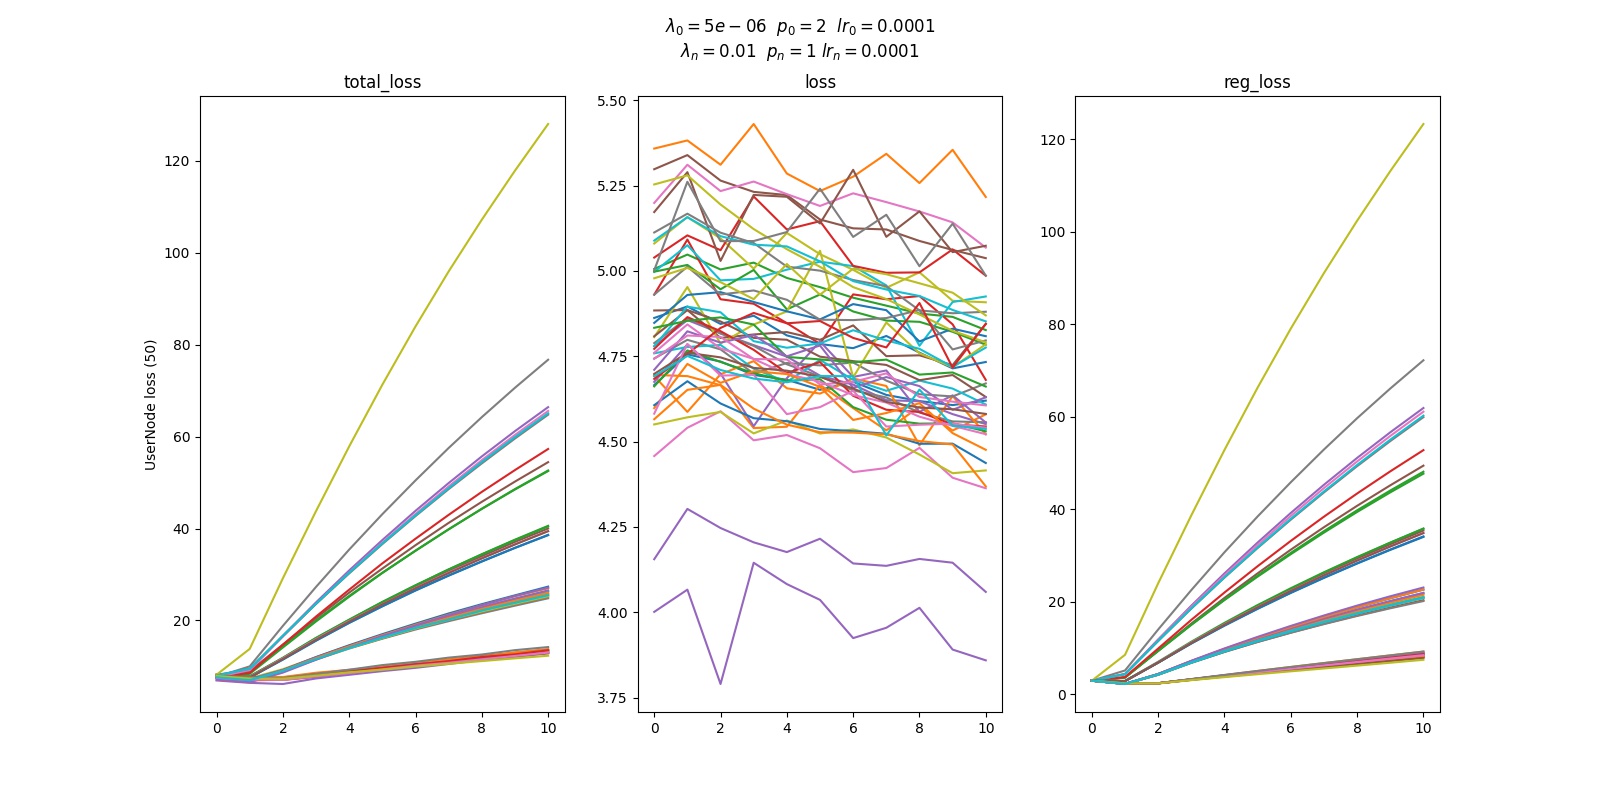 λ₀ = 5e − 06 p₀ = 2 lr₀ = 0.0001
λₙ = 0.01 pₙ = 1 lrₙ = 0.0001
total_loss
loss
reg_loss
UserNode loss (50)
120
100
80
60
40
20
0 2 4 6 8 10
5.50
5.25
5.00
4.75
4.50
4.25
4.00
3.75
0 2 4 6 8 10
120
100
80
60
40
20
0
0 2 4 6 8 10